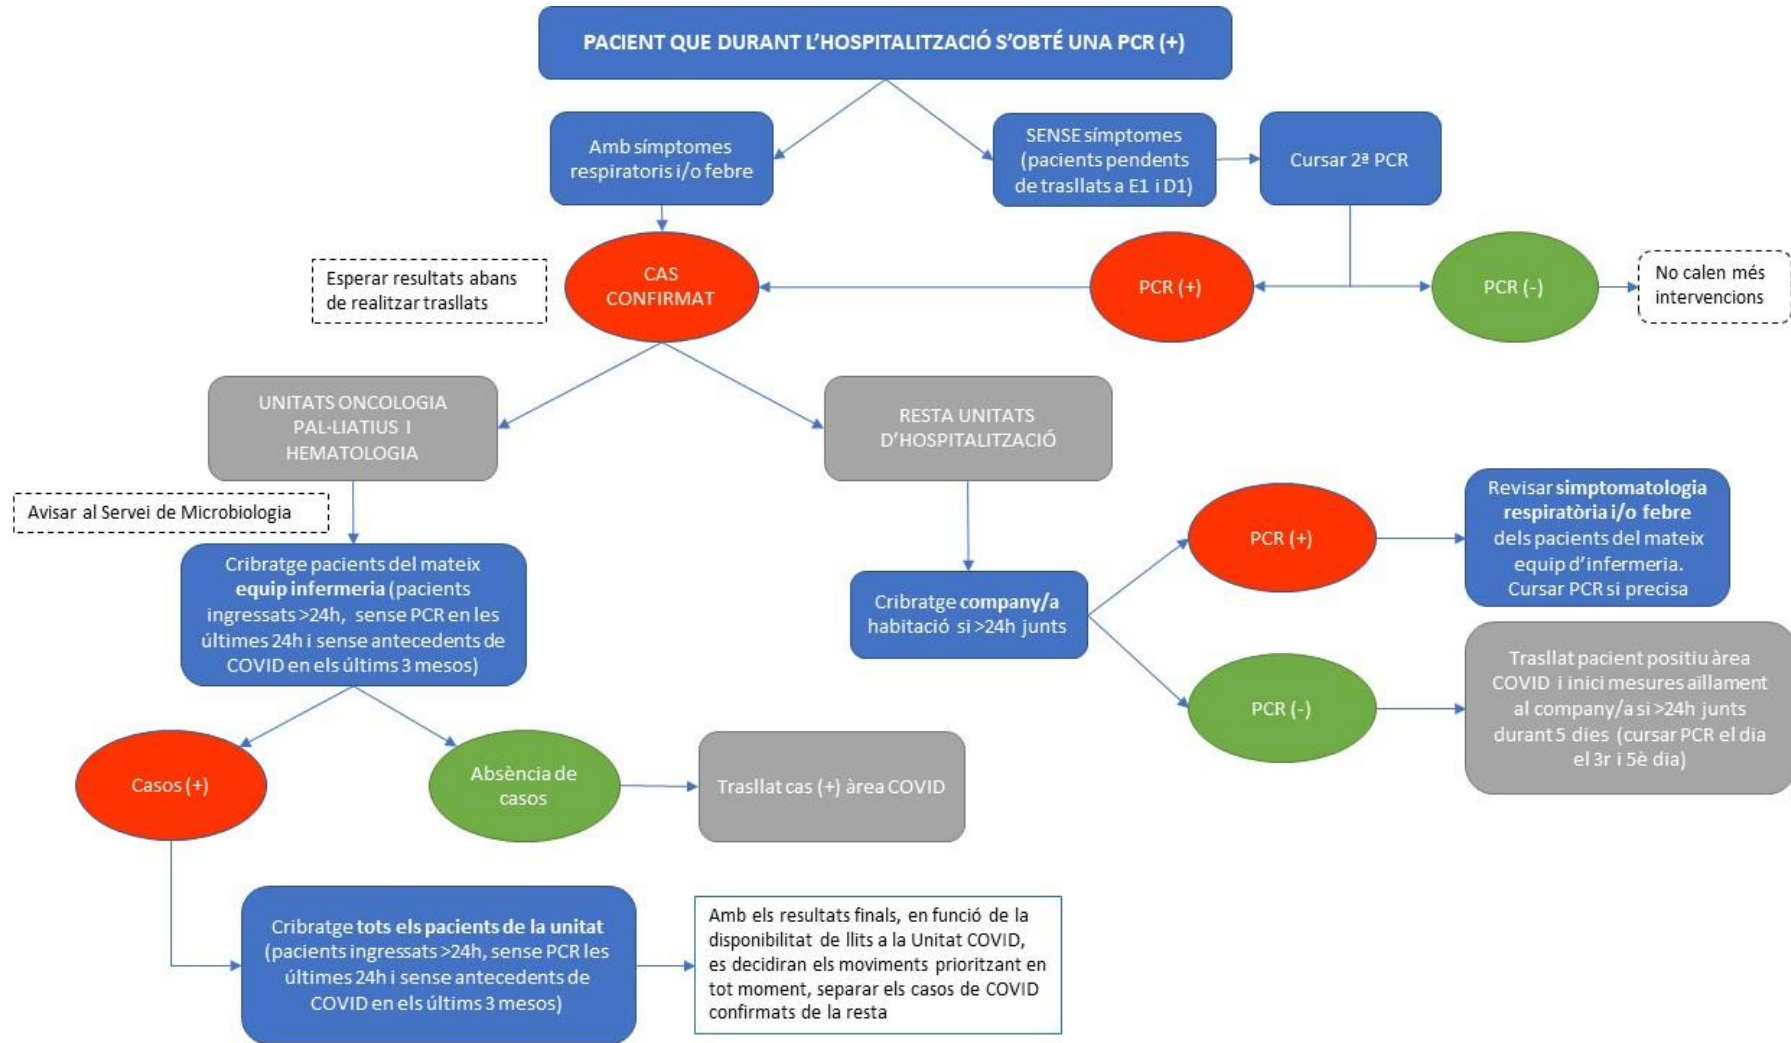 PACIENT QUE DURANT L'HOSPITALITZACIÓ S'OBTÉ UNA PCR (+)
Amb símptomes
respiratoris i/o febre
SENSE símptomes
(pacients pendents
de trasllats a E1 i D1)
Cursar 2ª PCR
Esperar resultats abans
de realitzar trasllats
CAS
CONFIRMAT
PCR (+)
PCR (-)
No calen més
intervencions
UNITATS ONCOLOGIA
PAL·LIATIUS I
HEMATOLOGIA
RESTA UNITATS
D'HOSPITALITZACIÓ
Avisar al Servei de Microbiologia
Cribratge pacients del mateix
equip infermeria (pacients
ingressats >24h, sense PCR en les
últimes 24h i sense antecedents de
COVID en els últims 3 mesos)
Cribratge company/a
habitació si >24h junts
PCR (+)
Revisar simptomatologia
respiratòria i/o febre
dels pacients del mateix
equip d'infermeria.
Cursar PCR si precisa
PCR (-)
Trasllat pacient positiu àrea
COVID i inici mesures aïllament
al company/a si >24h junts
durant 5 dies (cursar PCR el dia
el 3r i 5è dia)
Casos (+)
Absència de
casos
Trasllat cas (+) àrea COVID
Cribratge tots els pacients de la unitat
(pacients ingressats >24h, sense PCR les
últimes 24h i sense antecedents de
COVID en els últims 3 mesos)
Amb els resultats finals, en funció de la
disponibilitat de llits a la Unitat COVID,
es decidiran els moviments prioritzant en
tot moment, separar els casos de COVID
confirmats de la resta